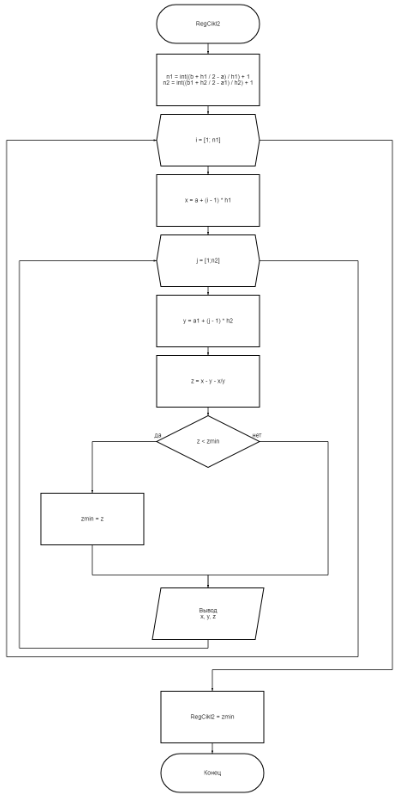 RegCikl2
n1 = int((b + h1 / 2 - a) / h1) + 1
n2 = int((b1 + h2 / 2 - a1) / h2) + 1
i = [1; n1]
x = a + (i - 1) * h1
j = [1;n2]
y = a1 + (j - 1) * h2
z = x - y - x/y
да
z < zmin
нет
zmin = z
Вывод
x, y, z
RegCikl2 = zmin
Конец